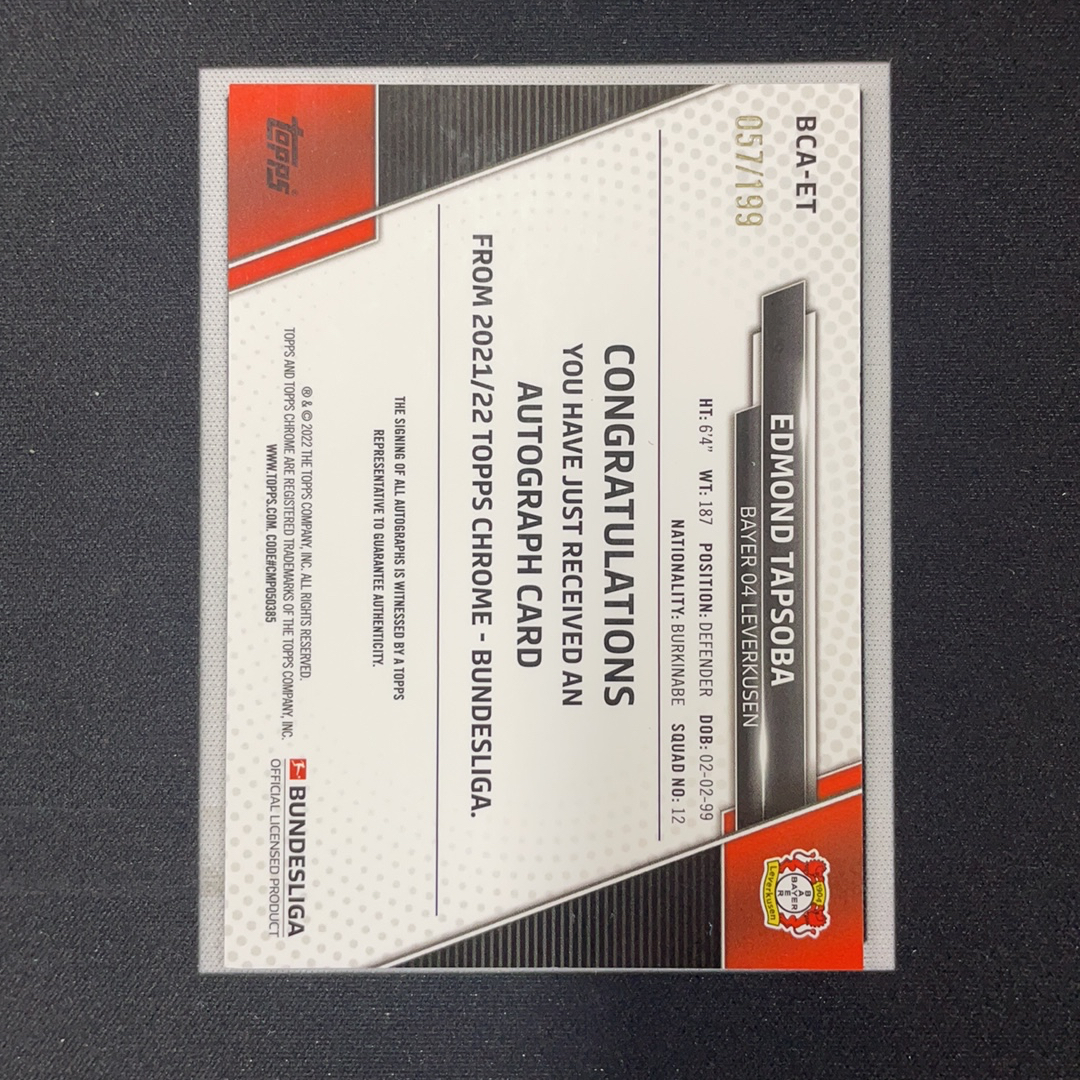 BCA-ET
057/199
EDMOND TAPSOBA
BAYER 04 LEVERKUSEN
HT: 6'4" WT: 187 POSITION: DEFENDER DOB: 02-02-99
NATIONALITY: BURKINABE SQUAD NO: 12
CONGRATULATIONS
YOU HAVE JUST RECEIVED AN
AUTOGRAPH CARD
FROM 2021/22 TOPPS CHROME - BUNDESLIGA.
THE SIGNING OF ALL AUTOGRAPHS IS WITNESSED BY A TOPPS
REPRESENTATIVE TO GUARANTEE AUTHENTICITY.
® & © 2022 THE TOPPS COMPANY, INC. ALL RIGHTS RESERVED.
TOPPS AND TOPPS CHROME ARE REGISTERED TRADEMARKS OF THE TOPPS COMPANY, INC.
WWW.TOPPS.COM. CODE#CMP050385
topps®
BUNDESLIGA
OFFICIAL LICENSED PRODUCT
1904
BAYER
BAYER
Leverkusen